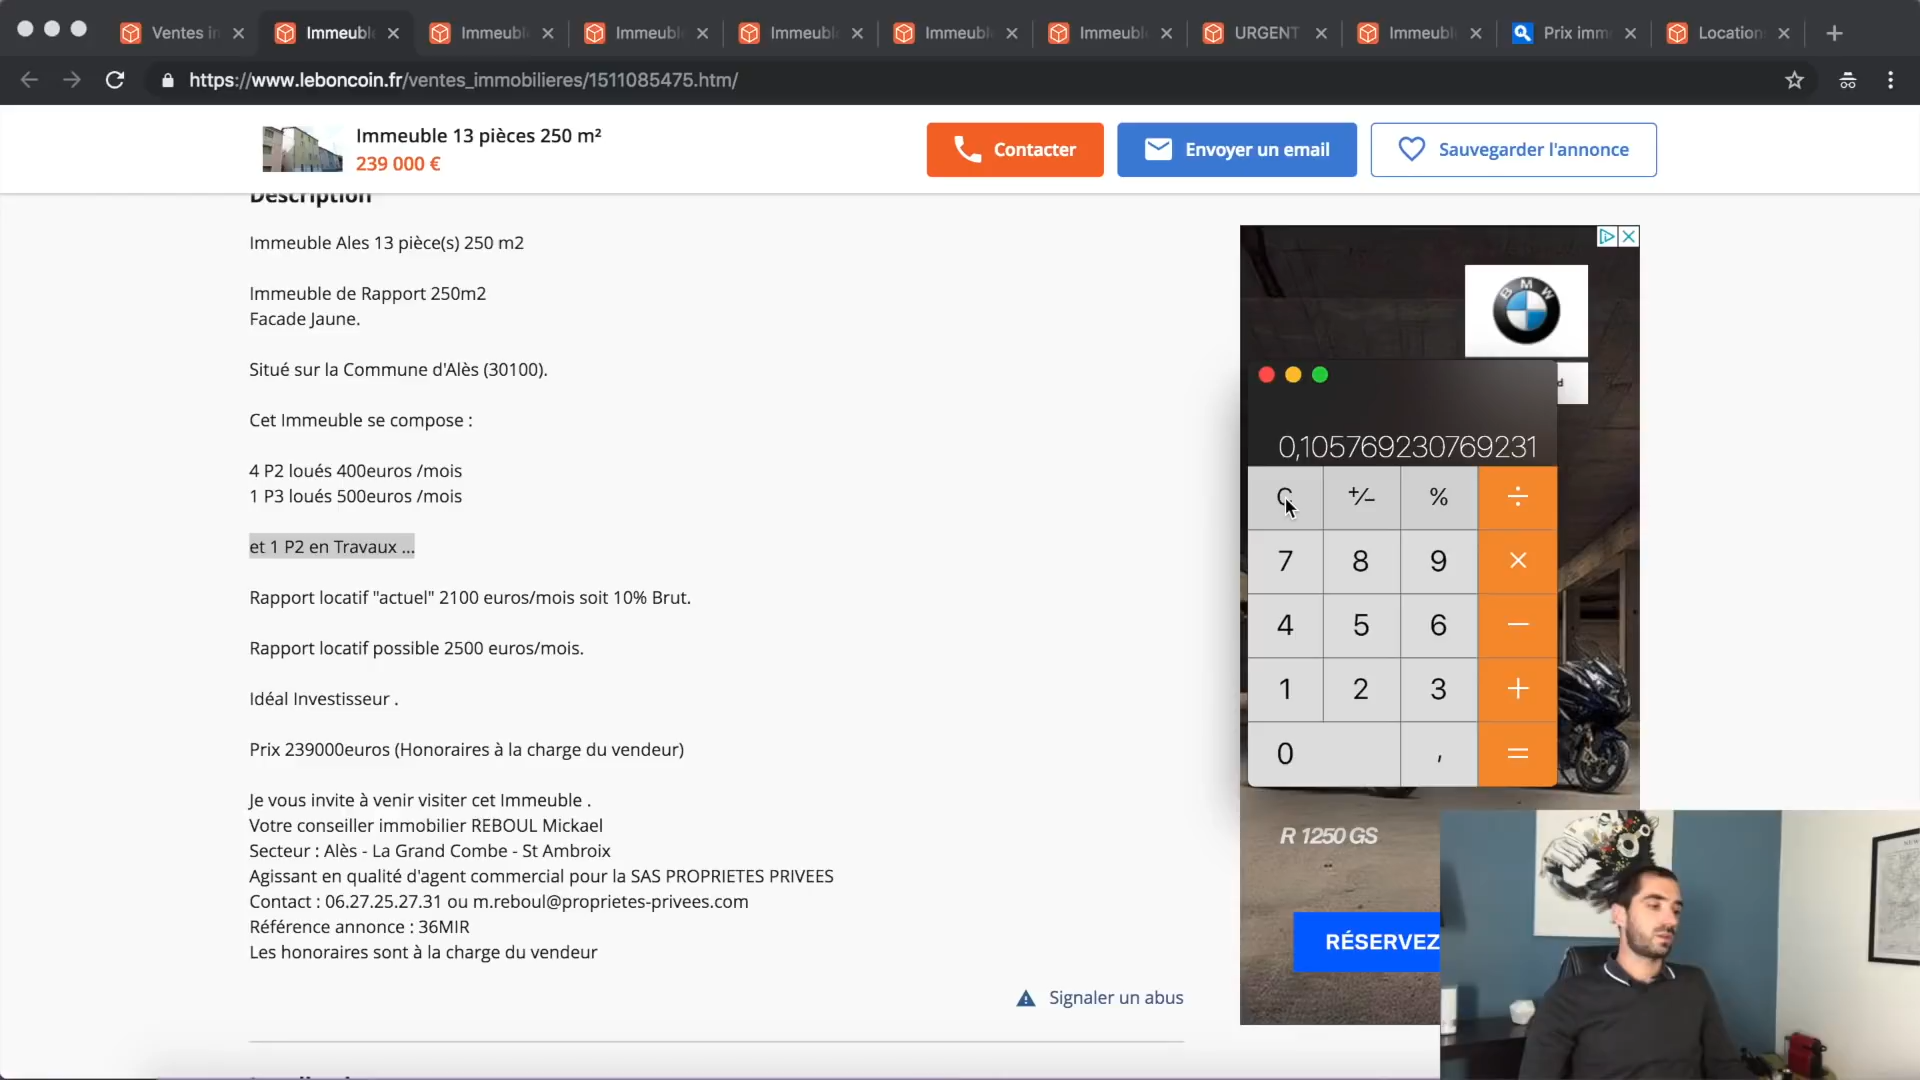 Ventes in
Immeubl
Immeubl
Immeubl
Immeubl
Immeubl
Immeubl
URGENT
Immeubl
Prix imm
Location
https://www.leboncoin.fr/ventes_immobilieres/1511085475.htm/
Immeuble 13 pièces 250 m²
239 000 €
Contacter
Envoyer un email
Sauvegarder l'annonce
Description
Immeuble Ales 13 pièce(s) 250 m2
Immeuble de Rapport 250m2
Facade Jaune.
Situé sur la Commune d'Alès (30100).
Cet Immeuble se compose :
4 P2 loués 400euros /mois
1 P3 loués 500euros /mois
et 1 P2 en Travaux ...
Rapport locatif "actuel" 2100 euros/mois soit 10% Brut.
Rapport locatif possible 2500 euros/mois.
Idéal Investisseur .
Prix 239000euros (Honoraires à la charge du vendeur)
Je vous invite à venir visiter cet Immeuble .
Votre conseiller immobilier REBOUL Mickael
Secteur : Alès - La Grand Combe - St Ambroix
Agissant en qualité d'agent commercial pour la SAS PROPRIETES PRIVEES
Contact : 06.27.25.27.31 ou m.reboul@proprietes-privees.com
Référence annonce : 36MIR
Les honoraires sont à la charge du vendeur
Signaler un abus
BMW
d
0,105769230769231
C +/− % ÷
7 8 9 ×
4 5 6 −
1 2 3 +
0 , =
R 1250 GS
RÉSERVEZ